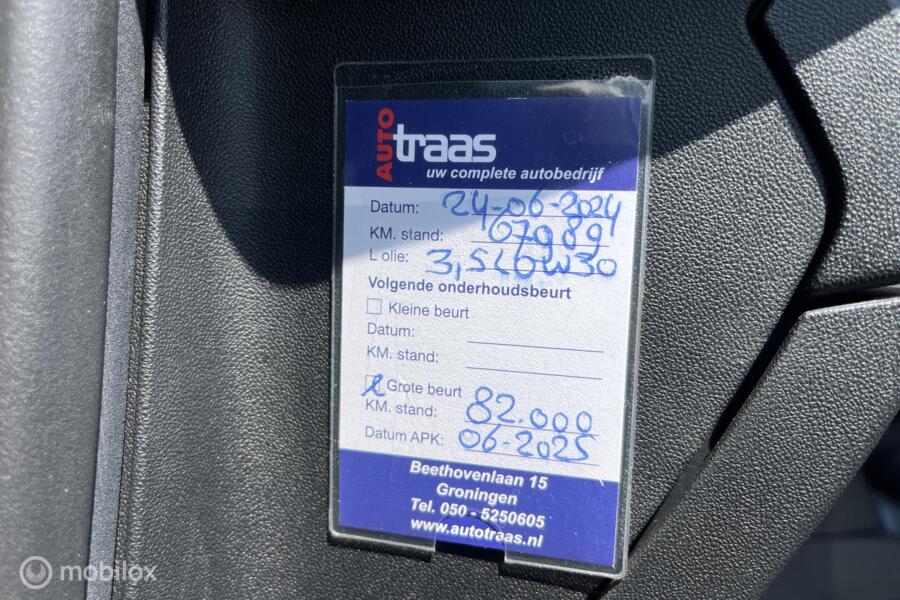 AUTO traas
uw complete autobedrijf
Datum: 24-06-2024
KM. stand: 67989
L olie: 3,5L 0W30
Volgende onderhoudsbeurt
Kleine beurt
Datum:
KM. stand:
Grote beurt
KM. stand: 82.000
Datum APK: 06-2025
Beethovenlaan 15
Groningen
Tel. 050 - 5250605
www.autotraas.nl
mobilox